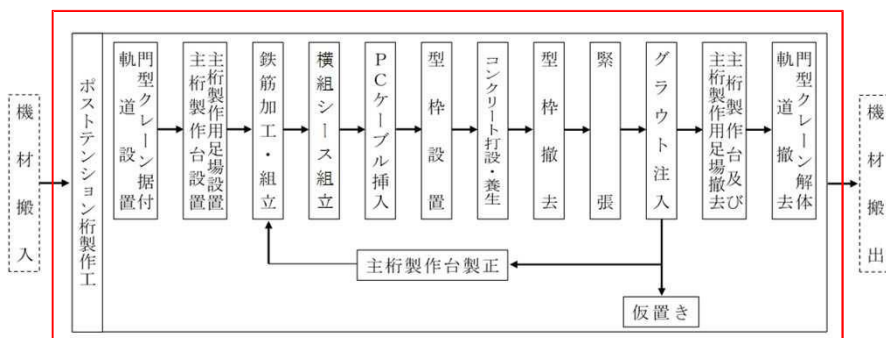 機材搬入
ポストテンション桁製作工
門型クレーン据付
軌道設置
主桁製作用足場設置
主桁製作台設置
鉄筋加工・組立
横組シース組立
PCケーブル挿入
型枠設置
コンクリート打設・養生
型枠撤去
緊張
グラウト注入
主桁製作台及び
主桁製作用足場撤去
門型クレーン解体
軌道撤去
機材搬出
主桁製作台製正
仮置き